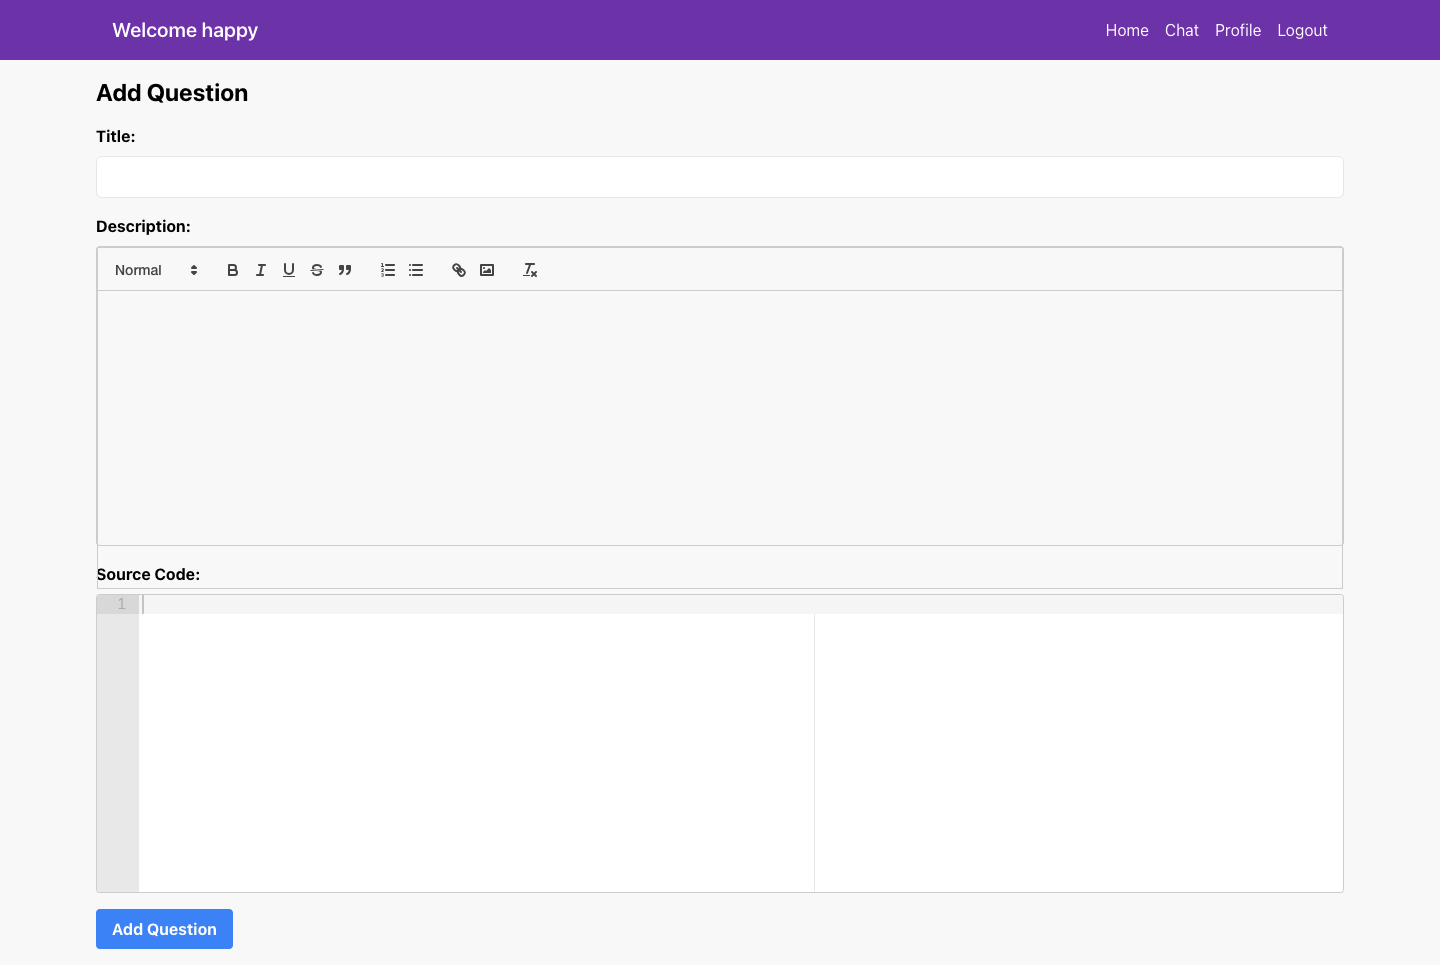 Welcome happy
Home Chat Profile Logout
Add Question
Title:
Description:
Normal
Source Code:
1
Add Question